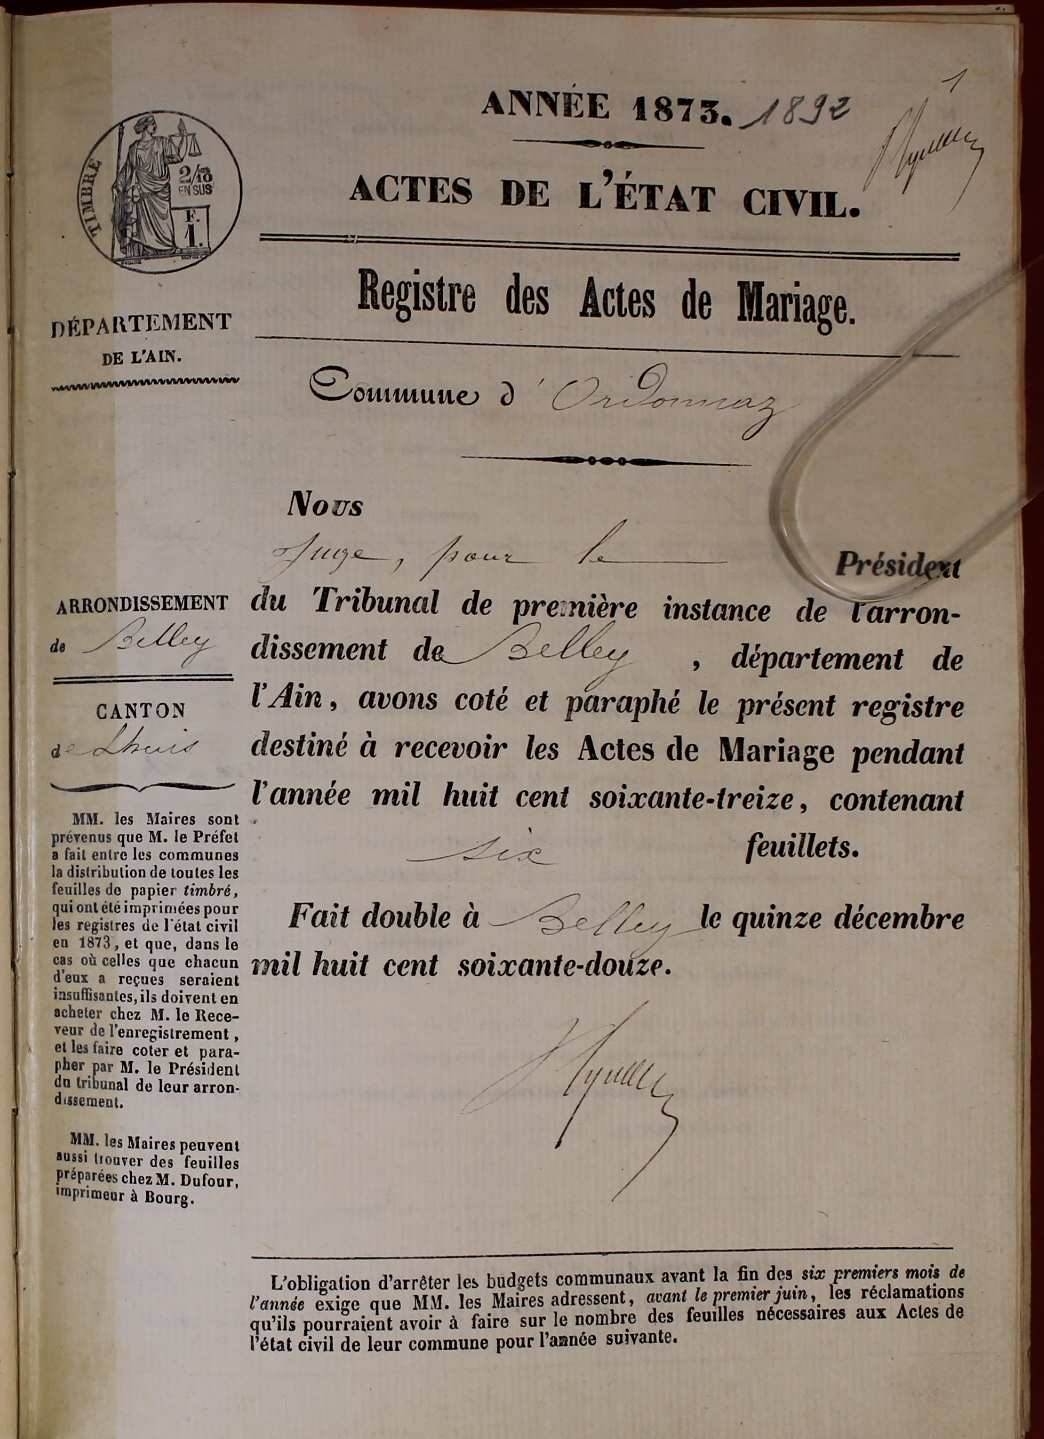 1
ANNÉE 1873. 1892
ACTES DE L'ÉTAT CIVIL.
TIMBRE
2/10
EN SUS
F.
1.
Registre des Actes de Mariage.
DÉPARTEMENT
DE L'AIN.
Commune d'Ordonnaz
Nous
Juge, pour le Président
du Tribunal de première instance de l'arron-
dissement de Belley, département de
l'Ain, avons coté et paraphé le présent registre
destiné à recevoir les Actes de Mariage pendant
l'année mil huit cent soixante-treize, contenant
six feuillets.
Fait double à Belley le quinze décembre
mil huit cent soixante-douze.
ARRONDISSEMENT
de Belley
CANTON
de Lhuis
MM. les Maires sont
prévenus que M. le Préfet
a fait entre les communes
la distribution de toutes les
feuilles de papier timbré,
qui ont été imprimées pour
les registres de l'état civil
en 1873, et que, dans le
cas où celles que chacun
d'eux a reçues seraient
insuffisantes, ils doivent en
acheter chez M. le Rece-
veur de l'enregistrement,
et les faire coter et para-
pher par M. le Président
du tribunal de leur arron-
dissement.
MM. les Maires peuvent
aussi trouver des feuilles
préparées chez M. Dufour,
imprimeur à Bourg.
L'obligation d'arrêter les budgets communaux avant la fin des six premiers mois de
l'année exige que MM. les Maires adressent, avant le premier juin, les réclamations
qu'ils pourraient avoir à faire sur le nombre des feuilles nécessaires aux Actes de
l'état civil de leur commune pour l'année suivante.